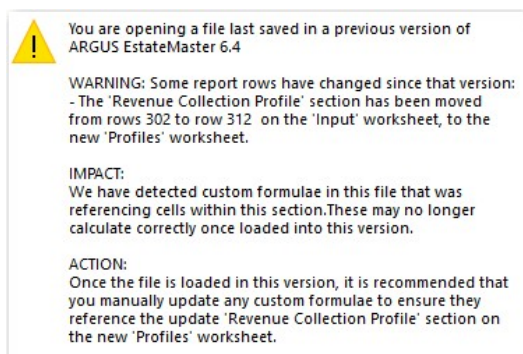 You are opening a file last saved in a previous version of
ARGUS EstateMaster 6.4
WARNING: Some report rows have changed since that version:
- The 'Revenue Collection Profile' section has been moved
from rows 302 to row 312 on the 'Input' worksheet, to the
new 'Profiles' worksheet.
IMPACT:
We have detected custom formulae in this file that was
referencing cells within this section.These may no longer
calculate correctly once loaded into this version.
ACTION:
Once the file is loaded in this version, it is recommended that
you manually update any custom formulae to ensure they
reference the update 'Revenue Collection Profile' section on
the new 'Profiles' worksheet.